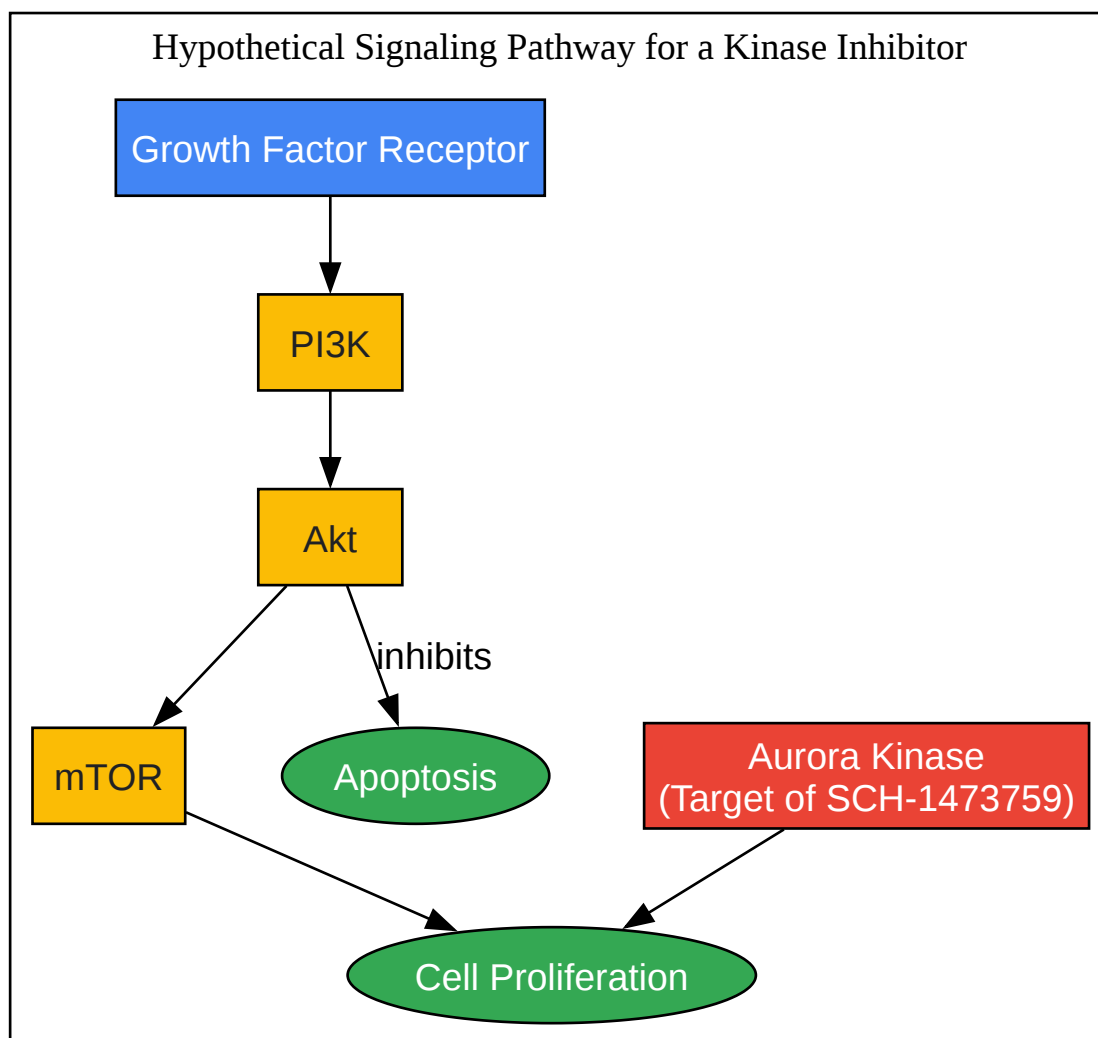 Hypothetical Signaling Pathway for a Kinase Inhibitor
Growth Factor Receptor
PI3K
Akt
inhibits
mTOR
Apoptosis
Aurora Kinase
(Target of SCH-1473759)
Cell Proliferation